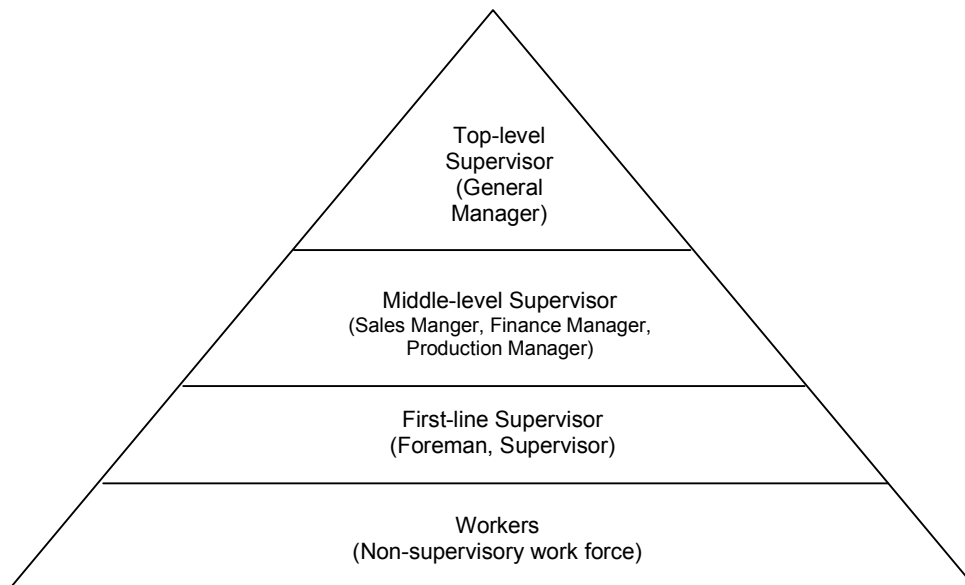 Top-level
Supervisor
(General
Manager)
Middle-level Supervisor
(Sales Manger, Finance Manager,
Production Manager)
First-line Supervisor
(Foreman, Supervisor)
Workers
(Non-supervisory work force)